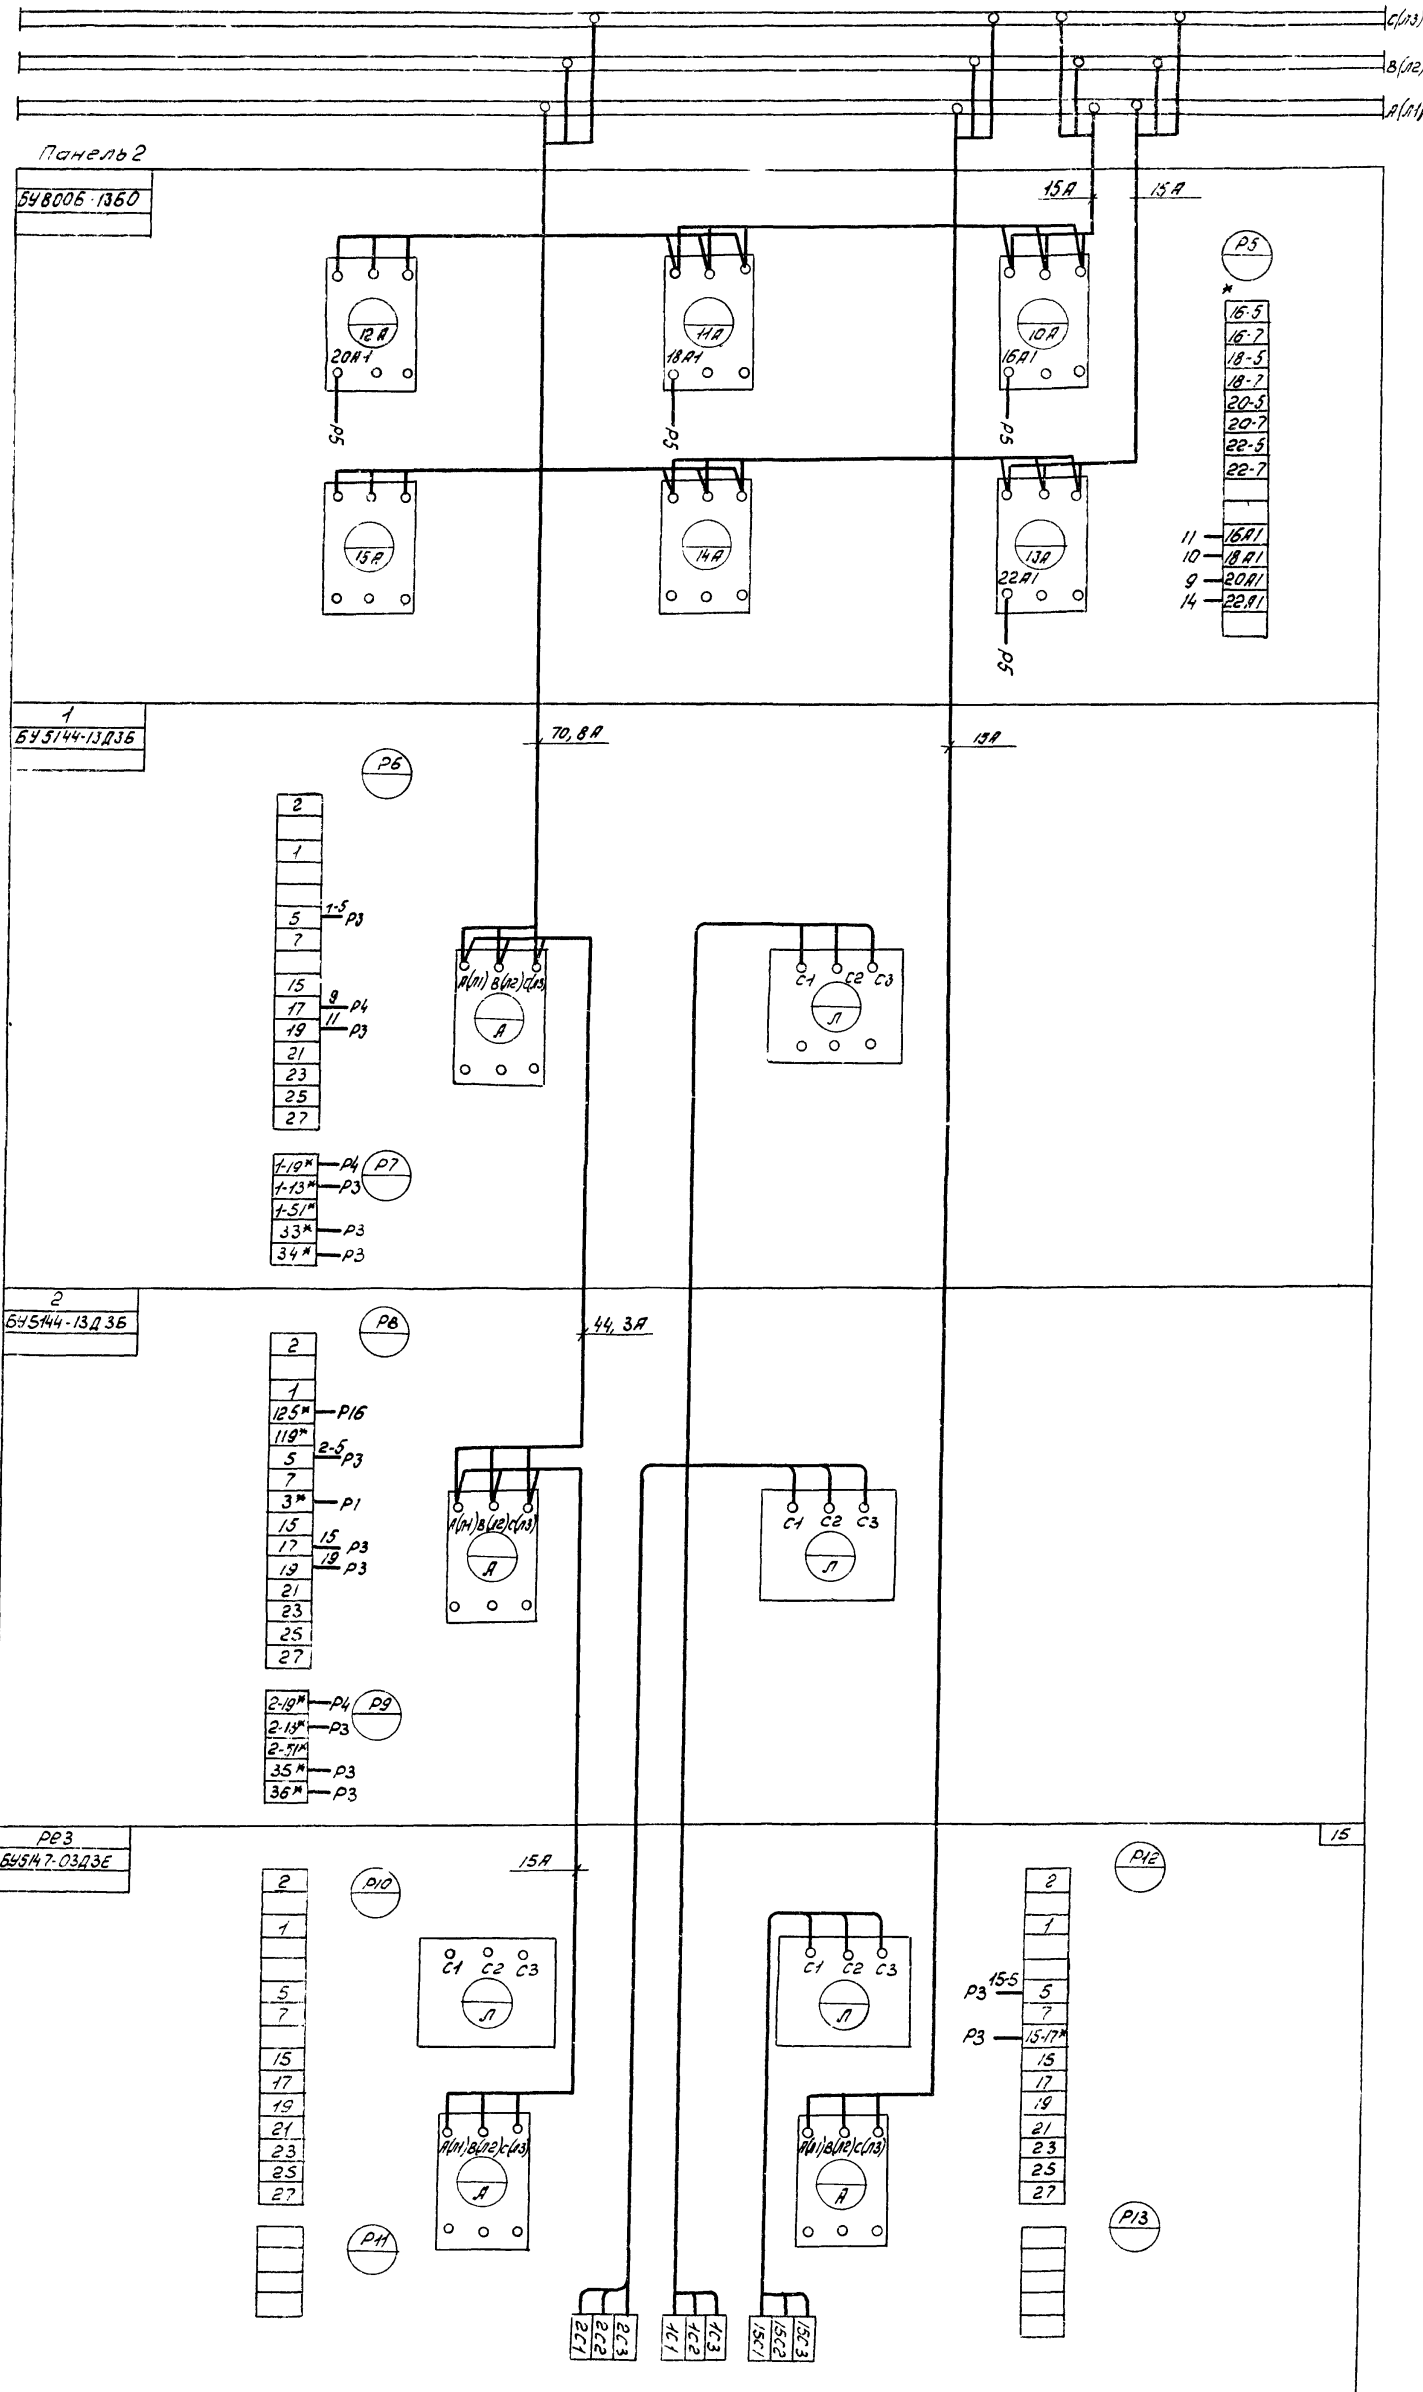 С(Л3)
В(Л2)
А(Л1)
Панель 2
БУ8006-13Б0
15А
15А
Р5
*
12А
11А
10А
20А1
18А1
16А1
Р5
Р5
Р5
16-5
16-7
18-5
18-7
20-5
20-7
22-5
22-7
11 16А1
10 18А1
9 20А1
14 22А1
15А
14А
13А
22А1
Р5
1
БУ5144-13Д3Б
70,8А
15А
Р6
2
1
5 1-5 Р3
7
15
17 9 Р4
19 11 Р3
21
23
25
27
А(Л1) В(Л2) С(Л3)
А
С1 С2 С3
Л
1-19* Р4
Р7
1-13* Р3
1-51*
33* Р3
34* Р3
2
БУ5144-13Д3Б
44,3А
Р8
2
1
125* Р16
119*
5 2-5 Р3
7
3* Р1
15
17 15 Р3
19 19 Р3
21
23
25
27
А(Л1) В(Л2) С(Л3)
А
С1 С2 С3
Л
2-19* Р4
Р9
2-13* Р3
2-51*
35* Р3
36* Р3
Рез
БУ5147-03Д3Е
15
15А
Р10
2
1
5
7
15
17
19
21
23
25
27
Р11
С1 С2 С3
Л
А(Л1) В(Л2) С(Л3)
А
С1 С2 С3
Л
А(Л1) В(Л2) С(Л3)
А
Р12
2
1
Р3 15-5 5
7
Р3 15-17*
15
17
19
21
23
25
27
Р13
2С1
2С2
2С3
1С1
1С2
1С3
15С1
15С2
15С3